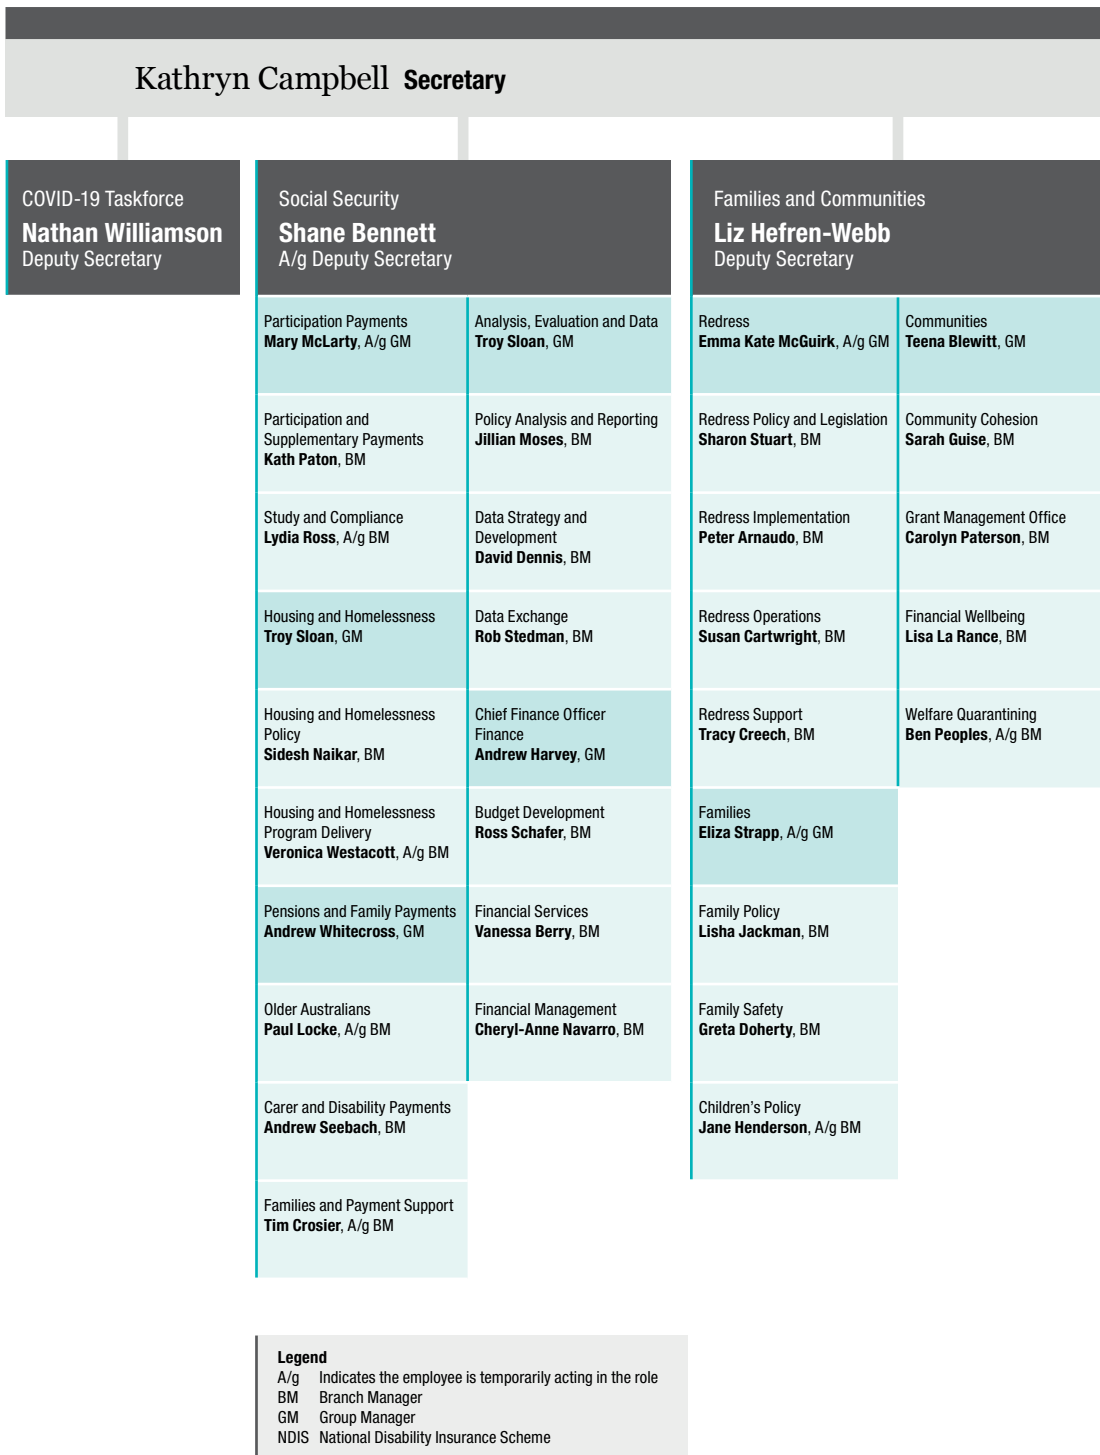 Kathryn Campbell Secretary
COVID-19 Taskforce
Nathan Williamson
Deputy Secretary
Social Security
Shane Bennett
A/g Deputy Secretary
Participation Payments
Mary McLarty, A/g GM
Participation and
Supplementary Payments
Kath Paton, BM
Study and Compliance
Lydia Ross, A/g BM
Housing and Homelessness
Troy Sloan, GM
Housing and Homelessness
Policy
Sidesh Naikar, BM
Housing and Homelessness
Program Delivery
Veronica Westacott, A/g BM
Pensions and Family Payments
Andrew Whitecross, GM
Older Australians
Paul Locke, A/g BM
Carer and Disability Payments
Andrew Seebach, BM
Families and Payment Support
Tim Crosier, A/g BM
Analysis, Evaluation and Data
Troy Sloan, GM
Policy Analysis and Reporting
Jillian Moses, BM
Data Strategy and
Development
David Dennis, BM
Data Exchange
Rob Stedman, BM
Chief Finance Officer
Finance
Andrew Harvey, GM
Budget Development
Ross Schafer, BM
Financial Services
Vanessa Berry, BM
Financial Management
Cheryl-Anne Navarro, BM
Families and Communities
Liz Hefren-Webb
Deputy Secretary
Redress
Emma Kate McGuirk, A/g GM
Redress Policy and Legislation
Sharon Stuart, BM
Redress Implementation
Peter Arnaudo, BM
Redress Operations
Susan Cartwright, BM
Redress Support
Tracy Creech, BM
Families
Eliza Strapp, A/g GM
Family Policy
Lisha Jackman, BM
Family Safety
Greta Doherty, BM
Children's Policy
Jane Henderson, A/g BM
Communities
Teena Blewitt, GM
Community Cohesion
Sarah Guise, BM
Grant Management Office
Carolyn Paterson, BM
Financial Wellbeing
Lisa La Rance, BM
Welfare Quarantining
Ben Peoples, A/g BM
Legend
A/g Indicates the employee is temporarily acting in the role
BM Branch Manager
GM Group Manager
NDIS National Disability Insurance Scheme